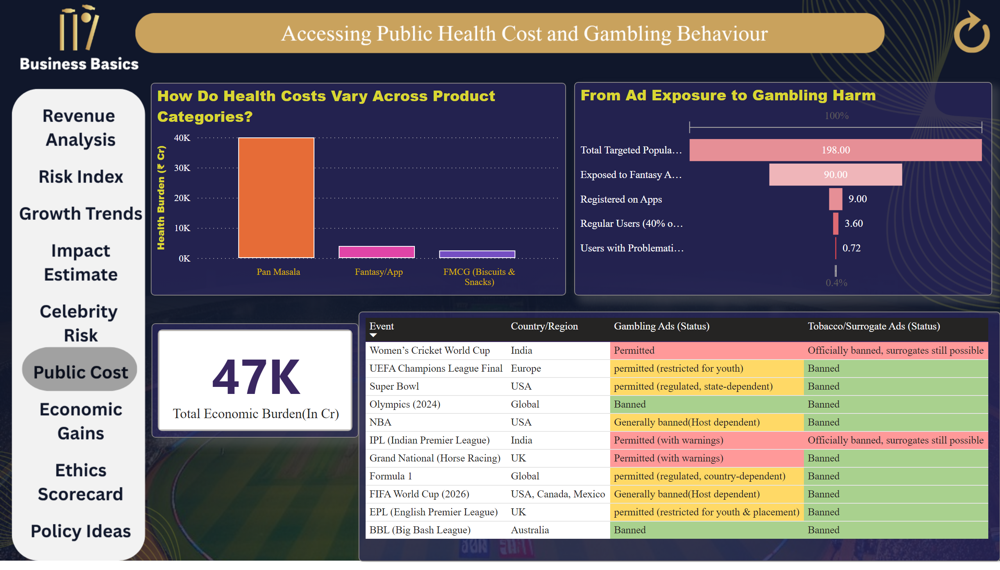 Business Basics
Accessing Public Health Cost and Gambling Behaviour
Revenue
Analysis
Risk Index
Growth Trends
Impact
Estimate
Celebrity
Risk
Public Cost
Economic
Gains
Ethics
Scorecard
Policy Ideas
How Do Health Costs Vary Across Product
Categories?
Health Burden (₹ Cr)
40K
30K
20K
10K
0K
Pan Masala
Fantasy/App
FMCG (Biscuits &
Snacks)
From Ad Exposure to Gambling Harm
100%
Total Targeted Popula… 198.00
Exposed to Fantasy A… 90.00
Registered on Apps 9.00
Regular Users (40% o… 3.60
Users with Problemati… 0.72
0.4%
47K
Total Economic Burden(In Cr)
Event Country/Region Gambling Ads (Status) Tobacco/Surrogate Ads (Status)
Women’s Cricket World Cup India Permitted Officially banned, surrogates still possible
UEFA Champions League Final Europe permitted (restricted for youth) Banned
Super Bowl USA permitted (regulated, state-dependent) Banned
Olympics (2024) Global Banned Banned
NBA USA Generally banned(Host dependent) Banned
IPL (Indian Premier League) India Permitted (with warnings) Officially banned, surrogates still possible
Grand National (Horse Racing) UK Permitted (with warnings) Banned
Formula 1 Global permitted (regulated, country-dependent) Banned
FIFA World Cup (2026) USA, Canada, Mexico Generally banned(Host dependent) Banned
EPL (English Premier League) UK permitted (restricted for youth & placement) Banned
BBL (Big Bash League) Australia Banned Banned